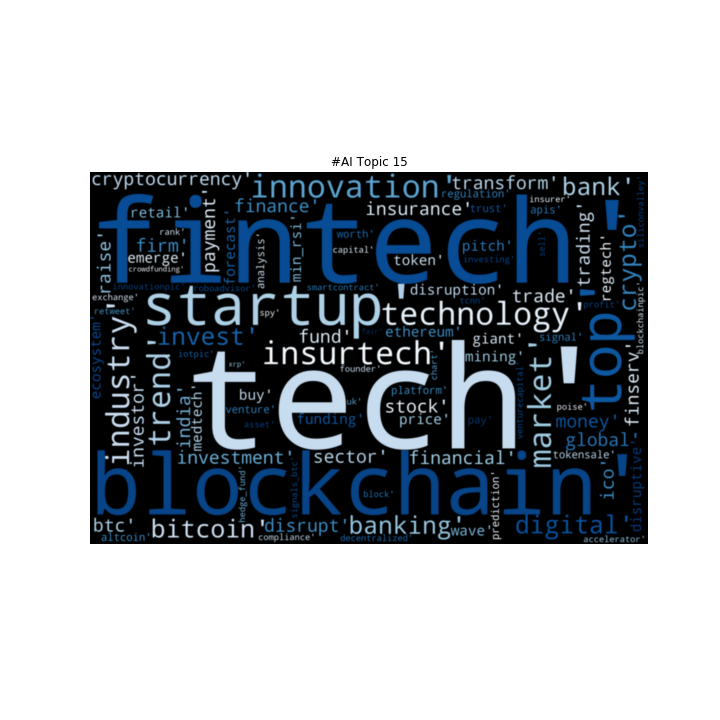 #AI Topic 15
cryptocurrency'
innovation'
transform'
bank'
regulation'
insurer'
siliconvalley'
fintech'
finance'
insurance'
trust'
apis'
retail'
payment'
rank'
firm'
forecast'
analysis'
min_rsi'
worth'
capital'
pitch'
sell'
trading'
regtech'
crypto'
raise'
emerge'
crowdfunding'
token'
investing'
innovationpic'
roboadvisor'
smartcontract'
disruption'
tcnn'
trade'
profit'
exchange'
retweet'
startup'
spy'
technology'
top'
blockchainpic'
ecosystem'
industry'
investor'
trend'
invest'
fund'
ethereum'
giant'
signal'
iotpic'
insurtech'
mining'
xrp'
founder'
chart'
market'
finserv'
tech'
india'
medtech'
buy'
venture'
asset'
uk'
funding'
platform'
stock'
price'
pay'
venturecapital'
poise'
money'
global'
investment'
sector'
financial'
tokensale'
ico'
disruptive'
blockchain'
hedge_fund'
signals_btc'
block'
prediction'
btc'
bitcoin'
disrupt'
banking'
wave'
digital'
altcoin'
compliance'
decentralized'
accelerator'